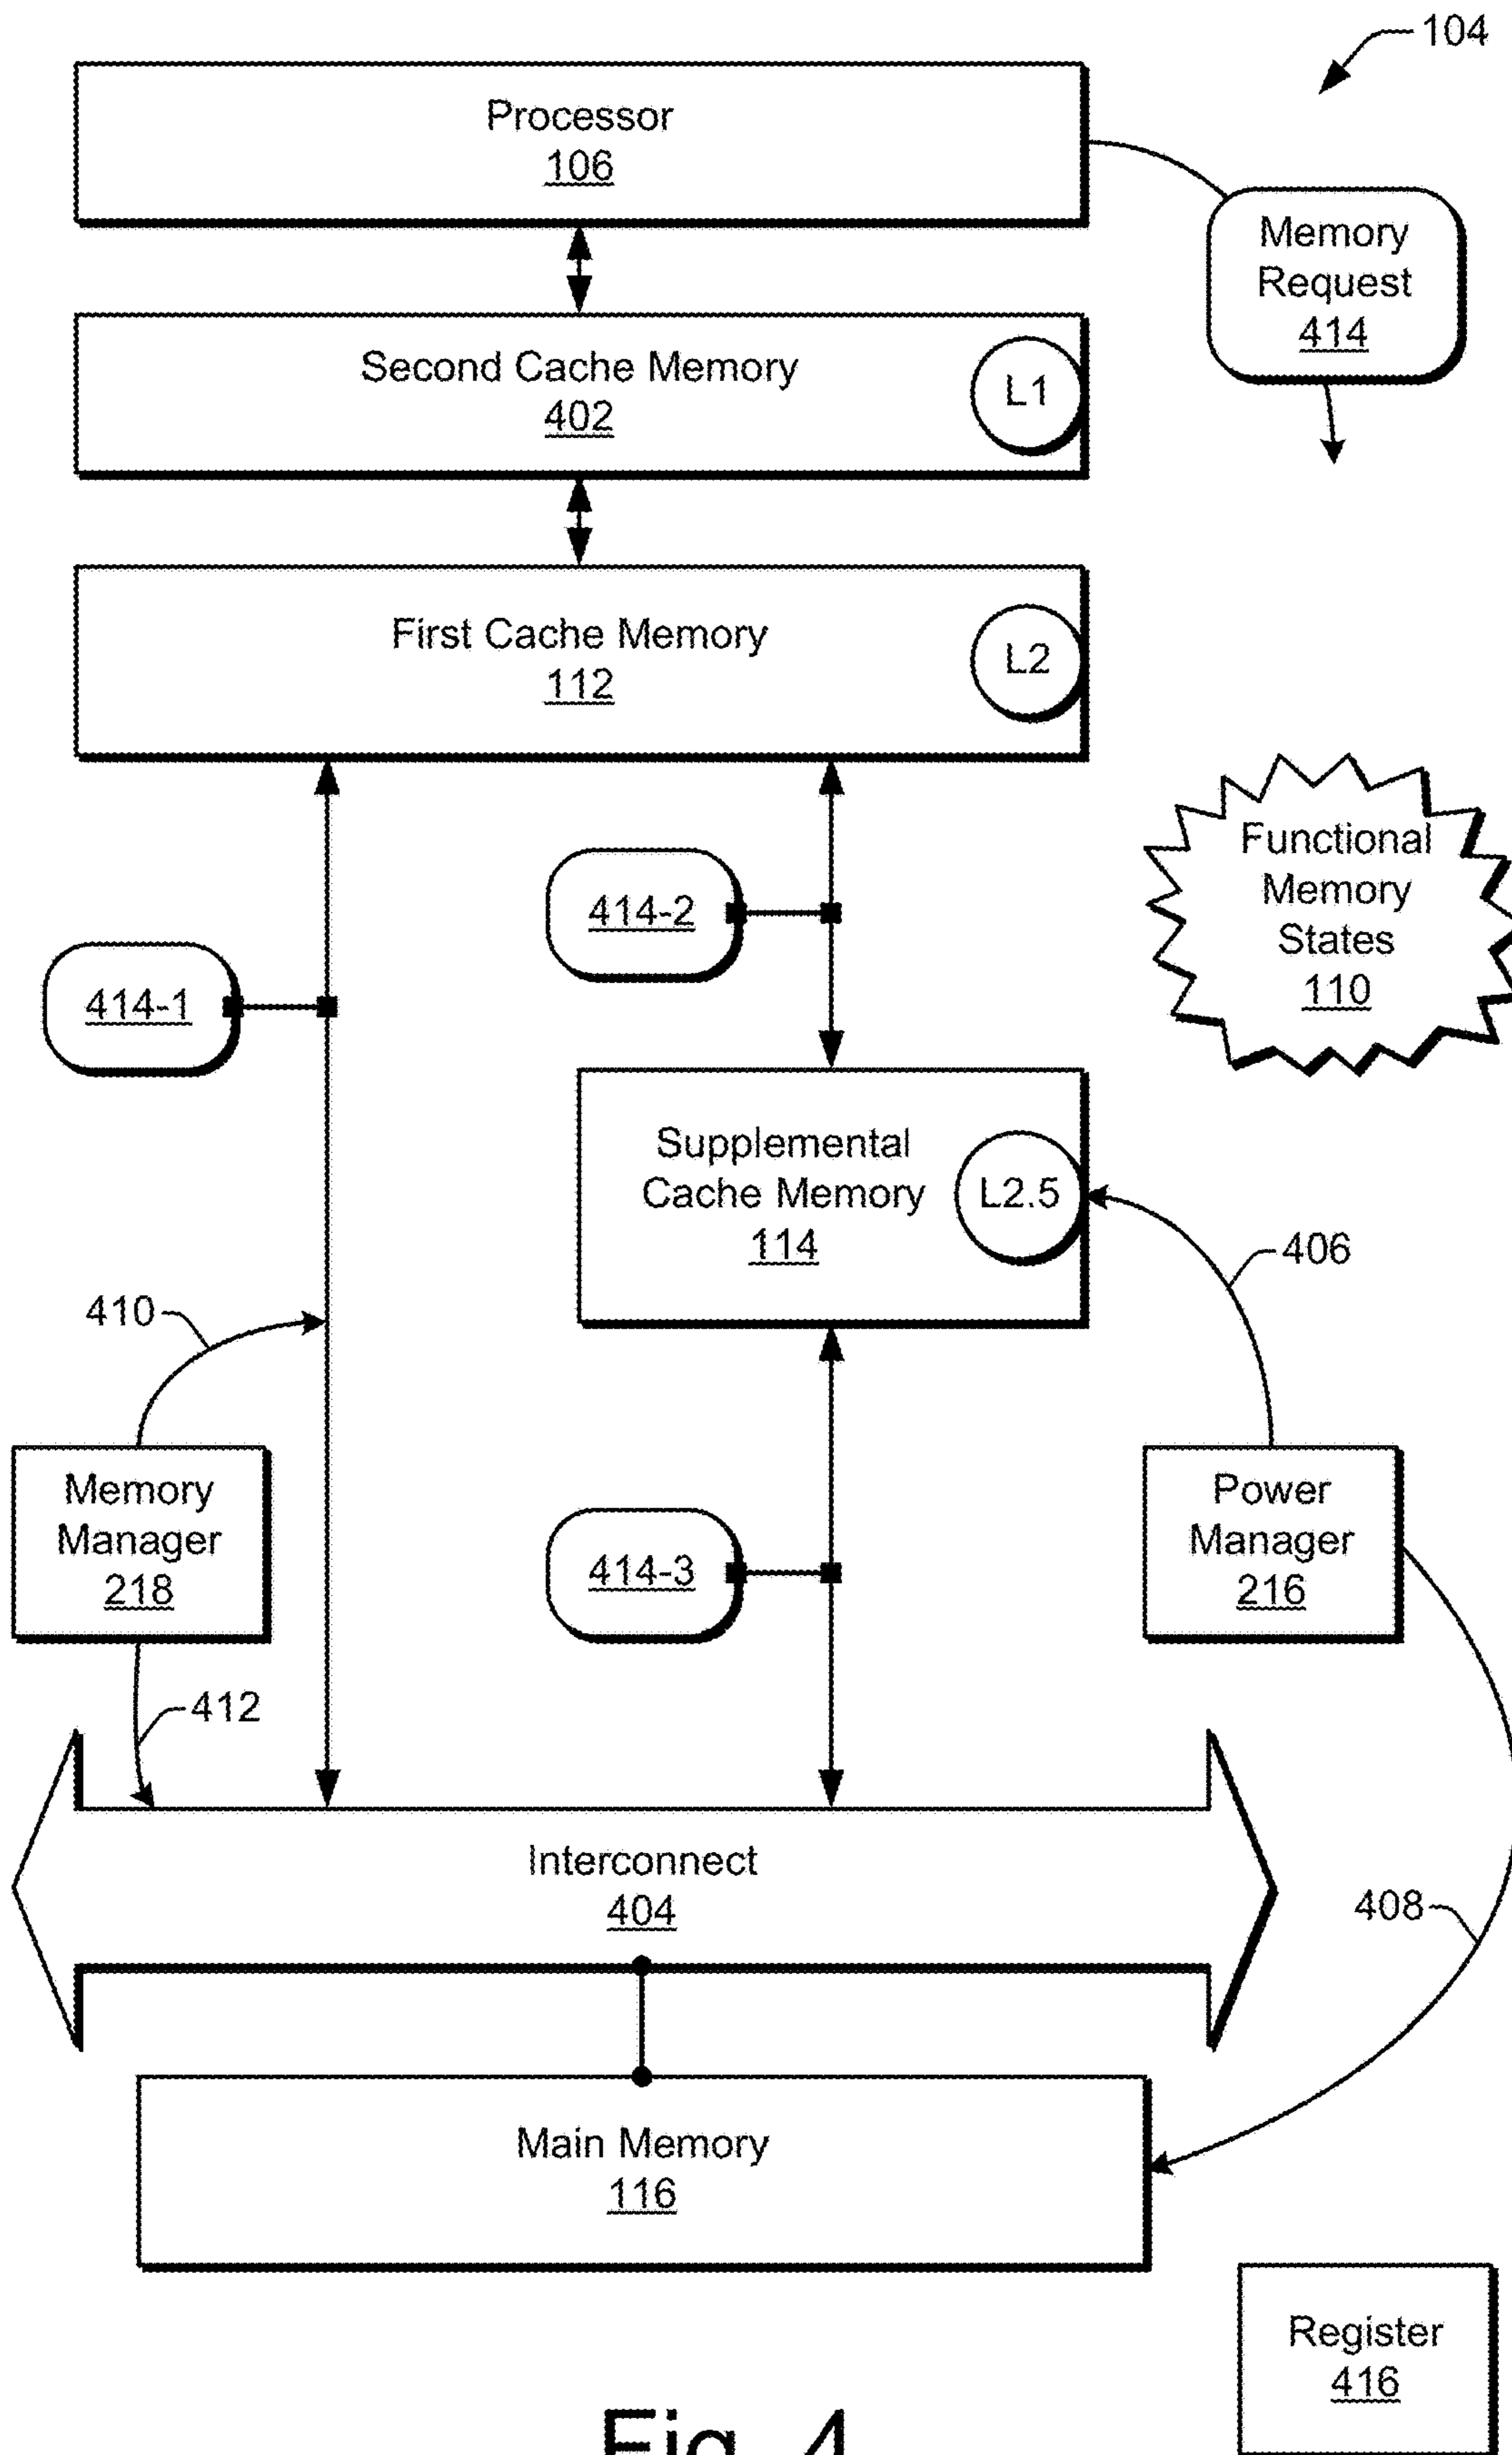 104
Processor
106
Memory
Request
414
Second Cache Memory
402
L1
First Cache Memory
112
L2
414-2
414-1
Functional
Memory
States
110
Supplemental
Cache Memory
114
L2.5
406
410
Memory
Manager
218
414-3
Power
Manager
216
412
Interconnect
404
408
Main Memory
116
Register
416
Fig. 4